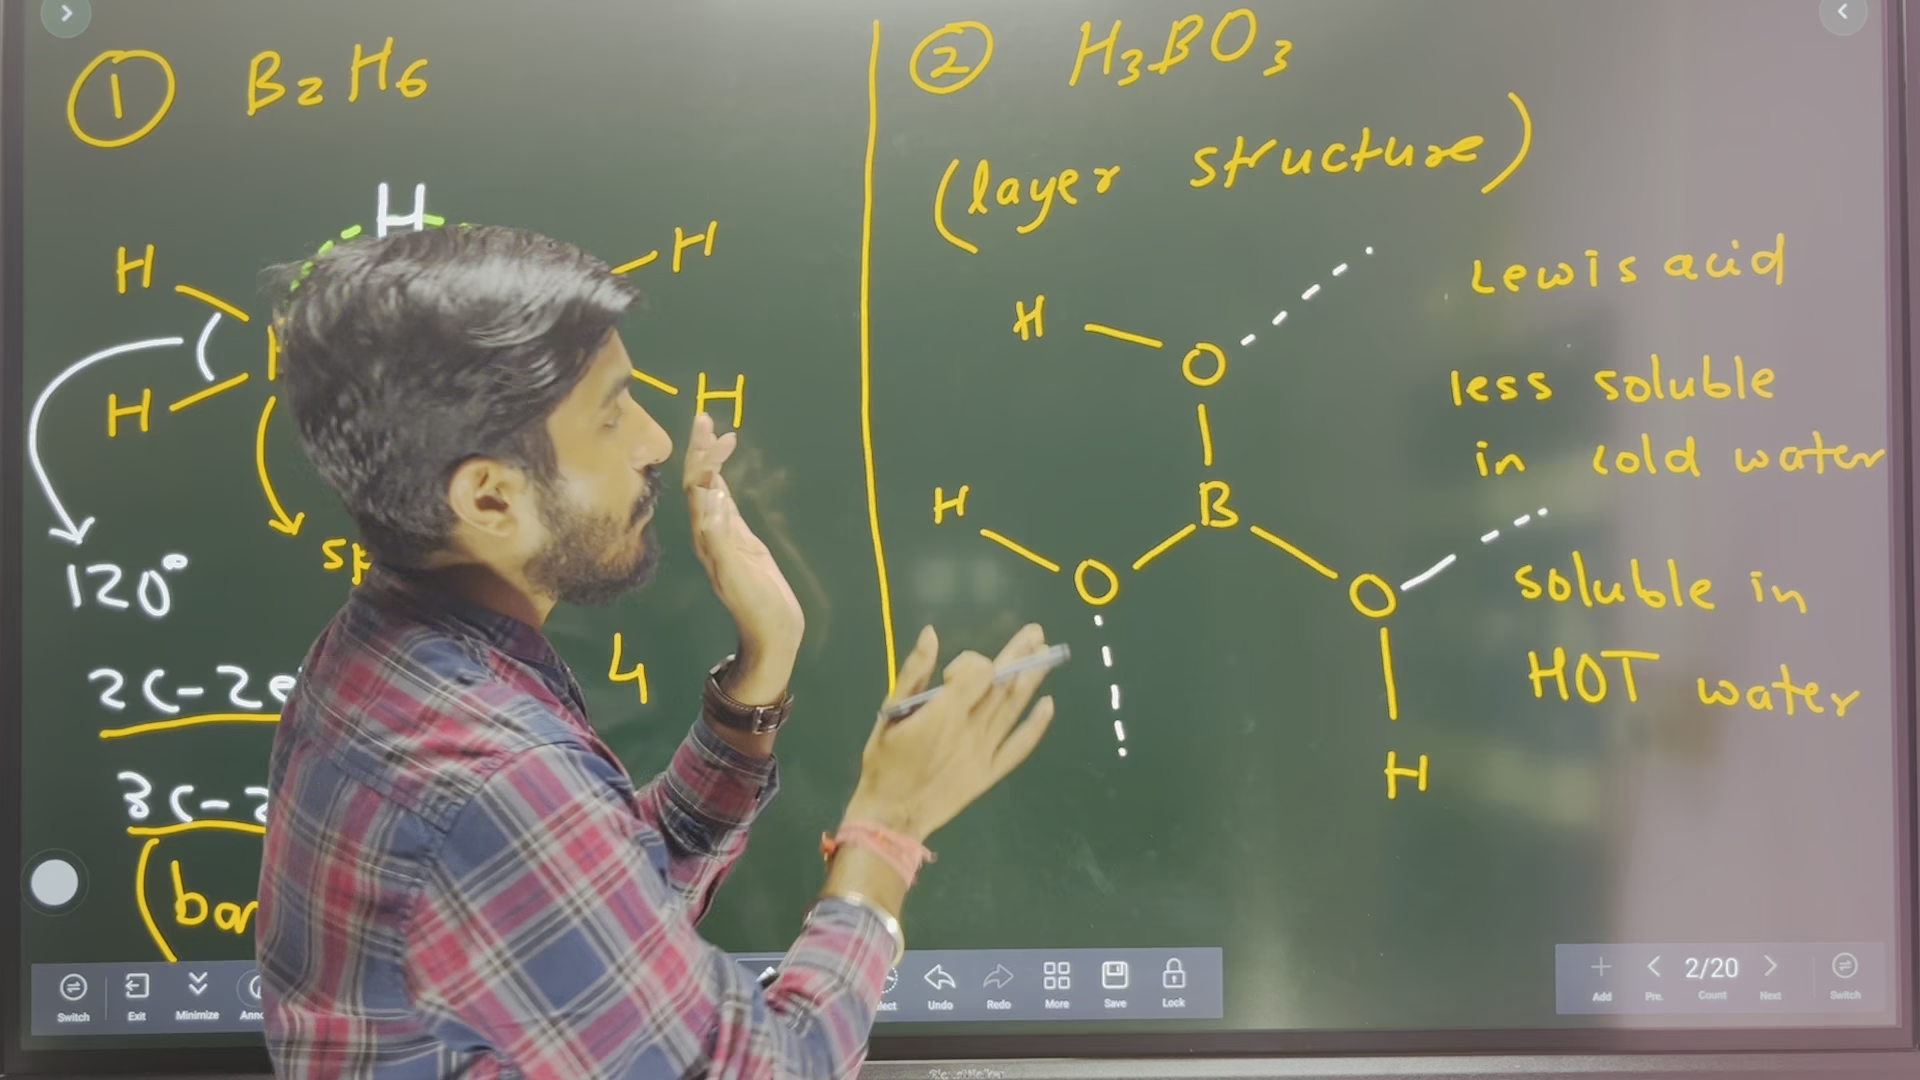 ① B2H6
H
H
H
H
H
120°
4
2C-2e
3C-
(bar
② H3BO3
(layer structure)
Lewis acid
H
O
less soluble
in cold water
B
H
O
O
H
soluble in
HOT water
Switch
Exit
Minimize
Undo
Redo
More
Save
Lock
2/20
Add
Pre.
Count
Next
Switch